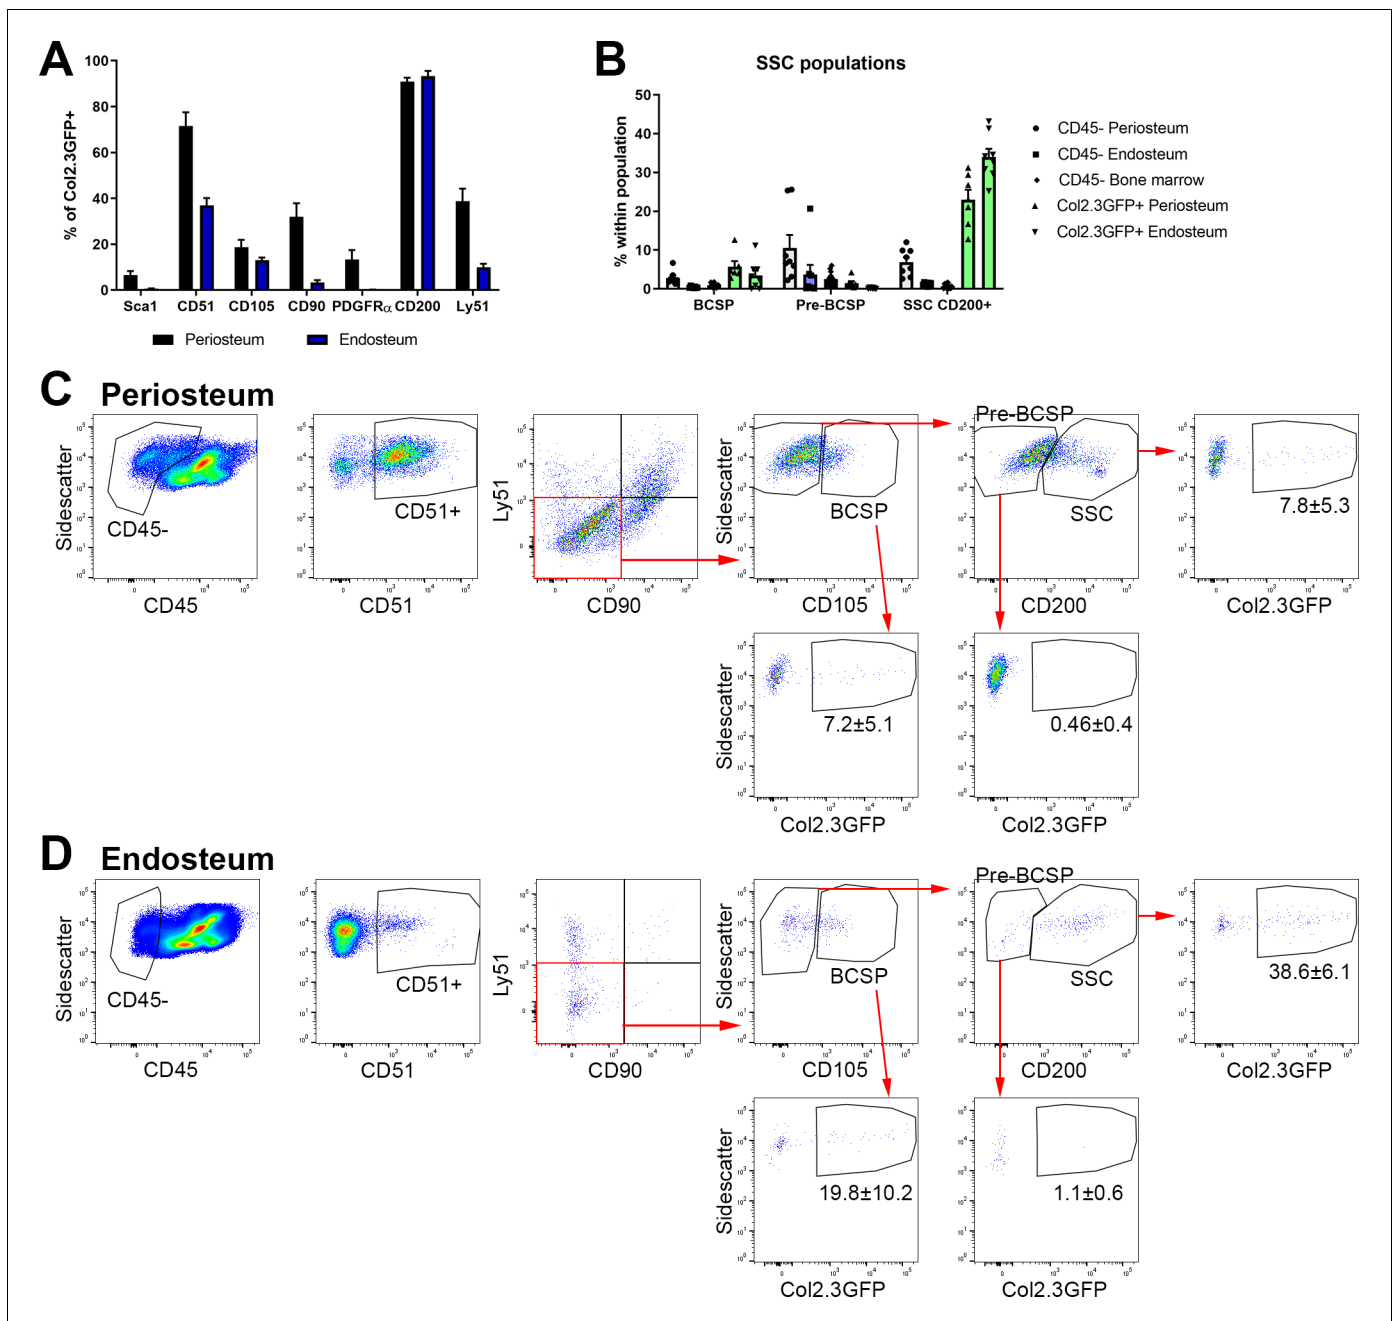 A
B
SSC populations
100
80
60
40
20
0
% of Col2.3GFP+
Sca1 CD51 CD105 CD90 PDGFRα CD200 Ly51
Periosteum Endosteum
50
40
30
20
10
0
% within population
BCSP Pre-BCSP SSC CD200+
CD45- Periosteum
CD45- Endosteum
CD45- Bone marrow
Col2.3GFP+ Periosteum
Col2.3GFP+ Endosteum
C Periosteum
Sidescatter
CD45-
CD45
CD51+
CD51
Ly51
CD90
Sidescatter
BCSP
CD105
Pre-BCSP
SSC
CD200
7.8±5.3
Col2.3GFP
Sidescatter
7.2±5.1
Col2.3GFP
0.46±0.4
Col2.3GFP
D Endosteum
Sidescatter
CD45-
CD45
CD51+
CD51
Ly51
CD90
Sidescatter
BCSP
CD105
Pre-BCSP
SSC
CD200
38.6±6.1
Col2.3GFP
Sidescatter
19.8±10.2
Col2.3GFP
1.1±0.6
Col2.3GFP